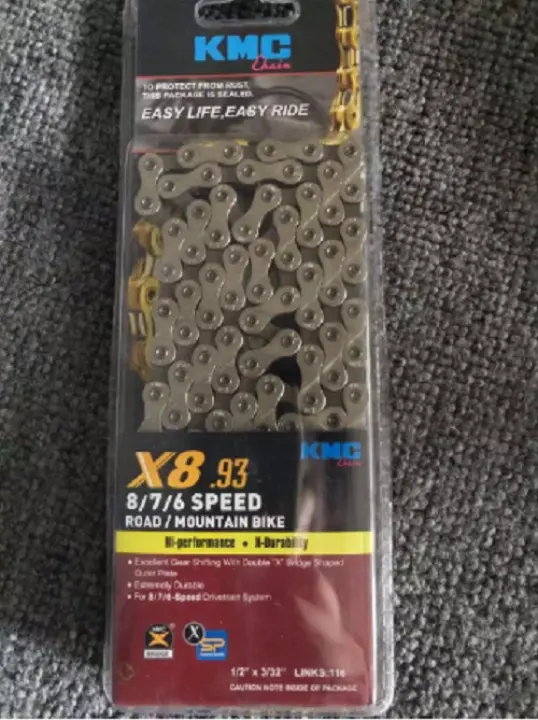 KMC
Chain
TO PROTECT FROM RUST,
THIS PACKAGE IS SEALED.
EASY LIFE,EASY RIDE
KMC
Chain
X8 .93
8/7/6 SPEED
ROAD / MOUNTAIN BIKE
Hi-performance • X-Durability
• Excellent Gear Shifting With Double "X" Bridge Shaped
Outer Plate
• Extremely Durable
• For 8/7/6-Speed Drivetrain System
KMC
X
BRIDGE
X
SP
1/2" x 3/32" LINKS:116
CAUTION NOTE INSIDE OF PACKAGE